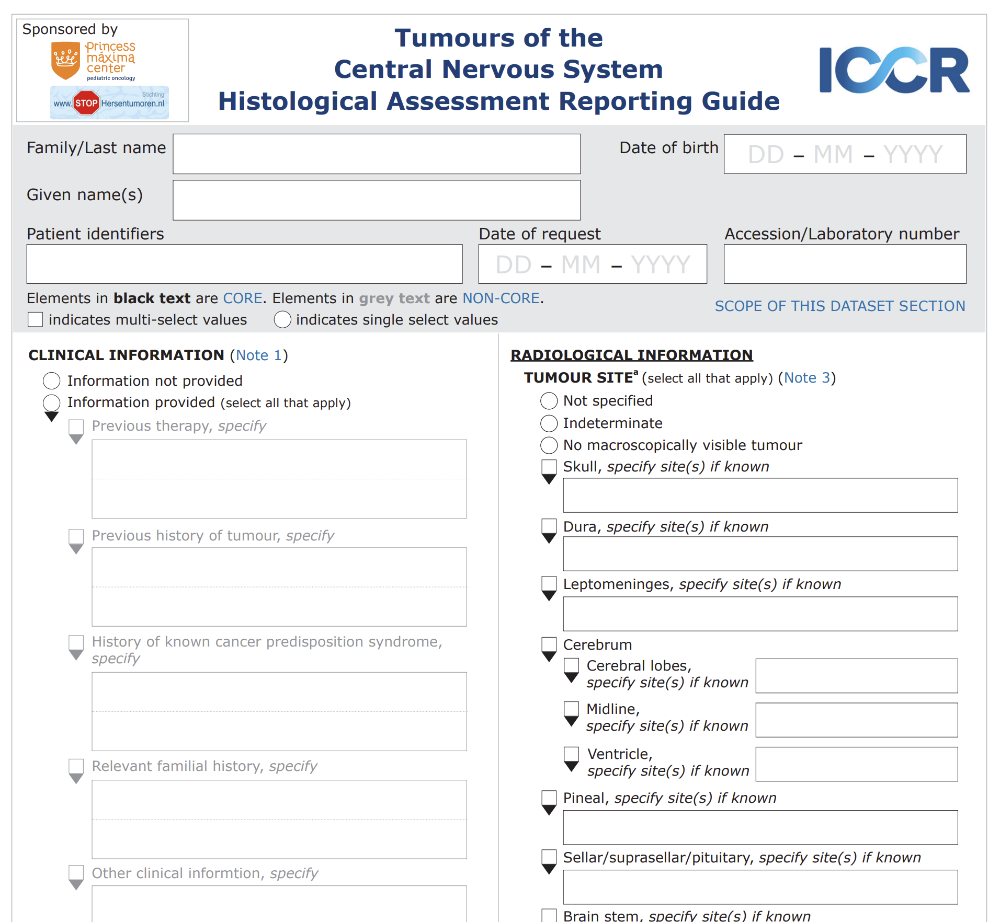 Sponsored by
princess
máxima
center
pediatric oncology
Stichting
www.STOPHersentumoren.nl
Tumours of the
Central Nervous System
Histological Assessment Reporting Guide
ICCR
Family/Last name
Date of birth
DD – MM – YYYY
Given name(s)
Patient identifiers
Date of request
Accession/Laboratory number
DD – MM – YYYY
Elements in black text are CORE. Elements in grey text are NON-CORE.
SCOPE OF THIS DATASET SECTION
indicates multi-select values
indicates single select values
CLINICAL INFORMATION (Note 1)
Information not provided
Information provided (select all that apply)
Previous therapy, specify
Previous history of tumour, specify
History of known cancer predisposition syndrome,
specify
Relevant familial history, specify
Other clinical informtion, specify
RADIOLOGICAL INFORMATION
TUMOUR SITEa (select all that apply) (Note 3)
Not specified
Indeterminate
No macroscopically visible tumour
Skull, specify site(s) if known
Dura, specify site(s) if known
Leptomeninges, specify site(s) if known
Cerebrum
Cerebral lobes,
specify site(s) if known
Midline,
specify site(s) if known
Ventricle,
specify site(s) if known
Pineal, specify site(s) if known
Sellar/suprasellar/pituitary, specify site(s) if known
Brain stem, specify site(s) if known